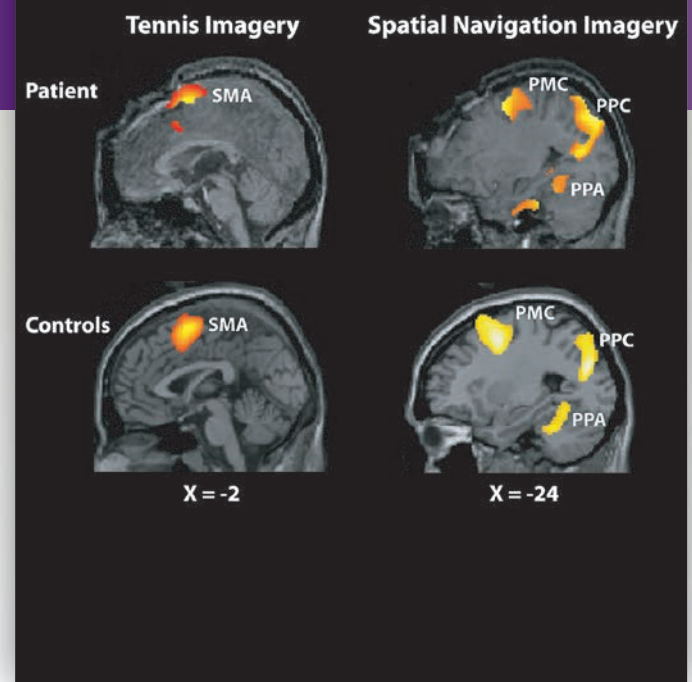 Tennis Imagery
Spatial Navigation Imagery
Patient
SMA
PMC
PPC
PPA
Controls
SMA
PMC
PPC
PPA
X = -2
X = -24